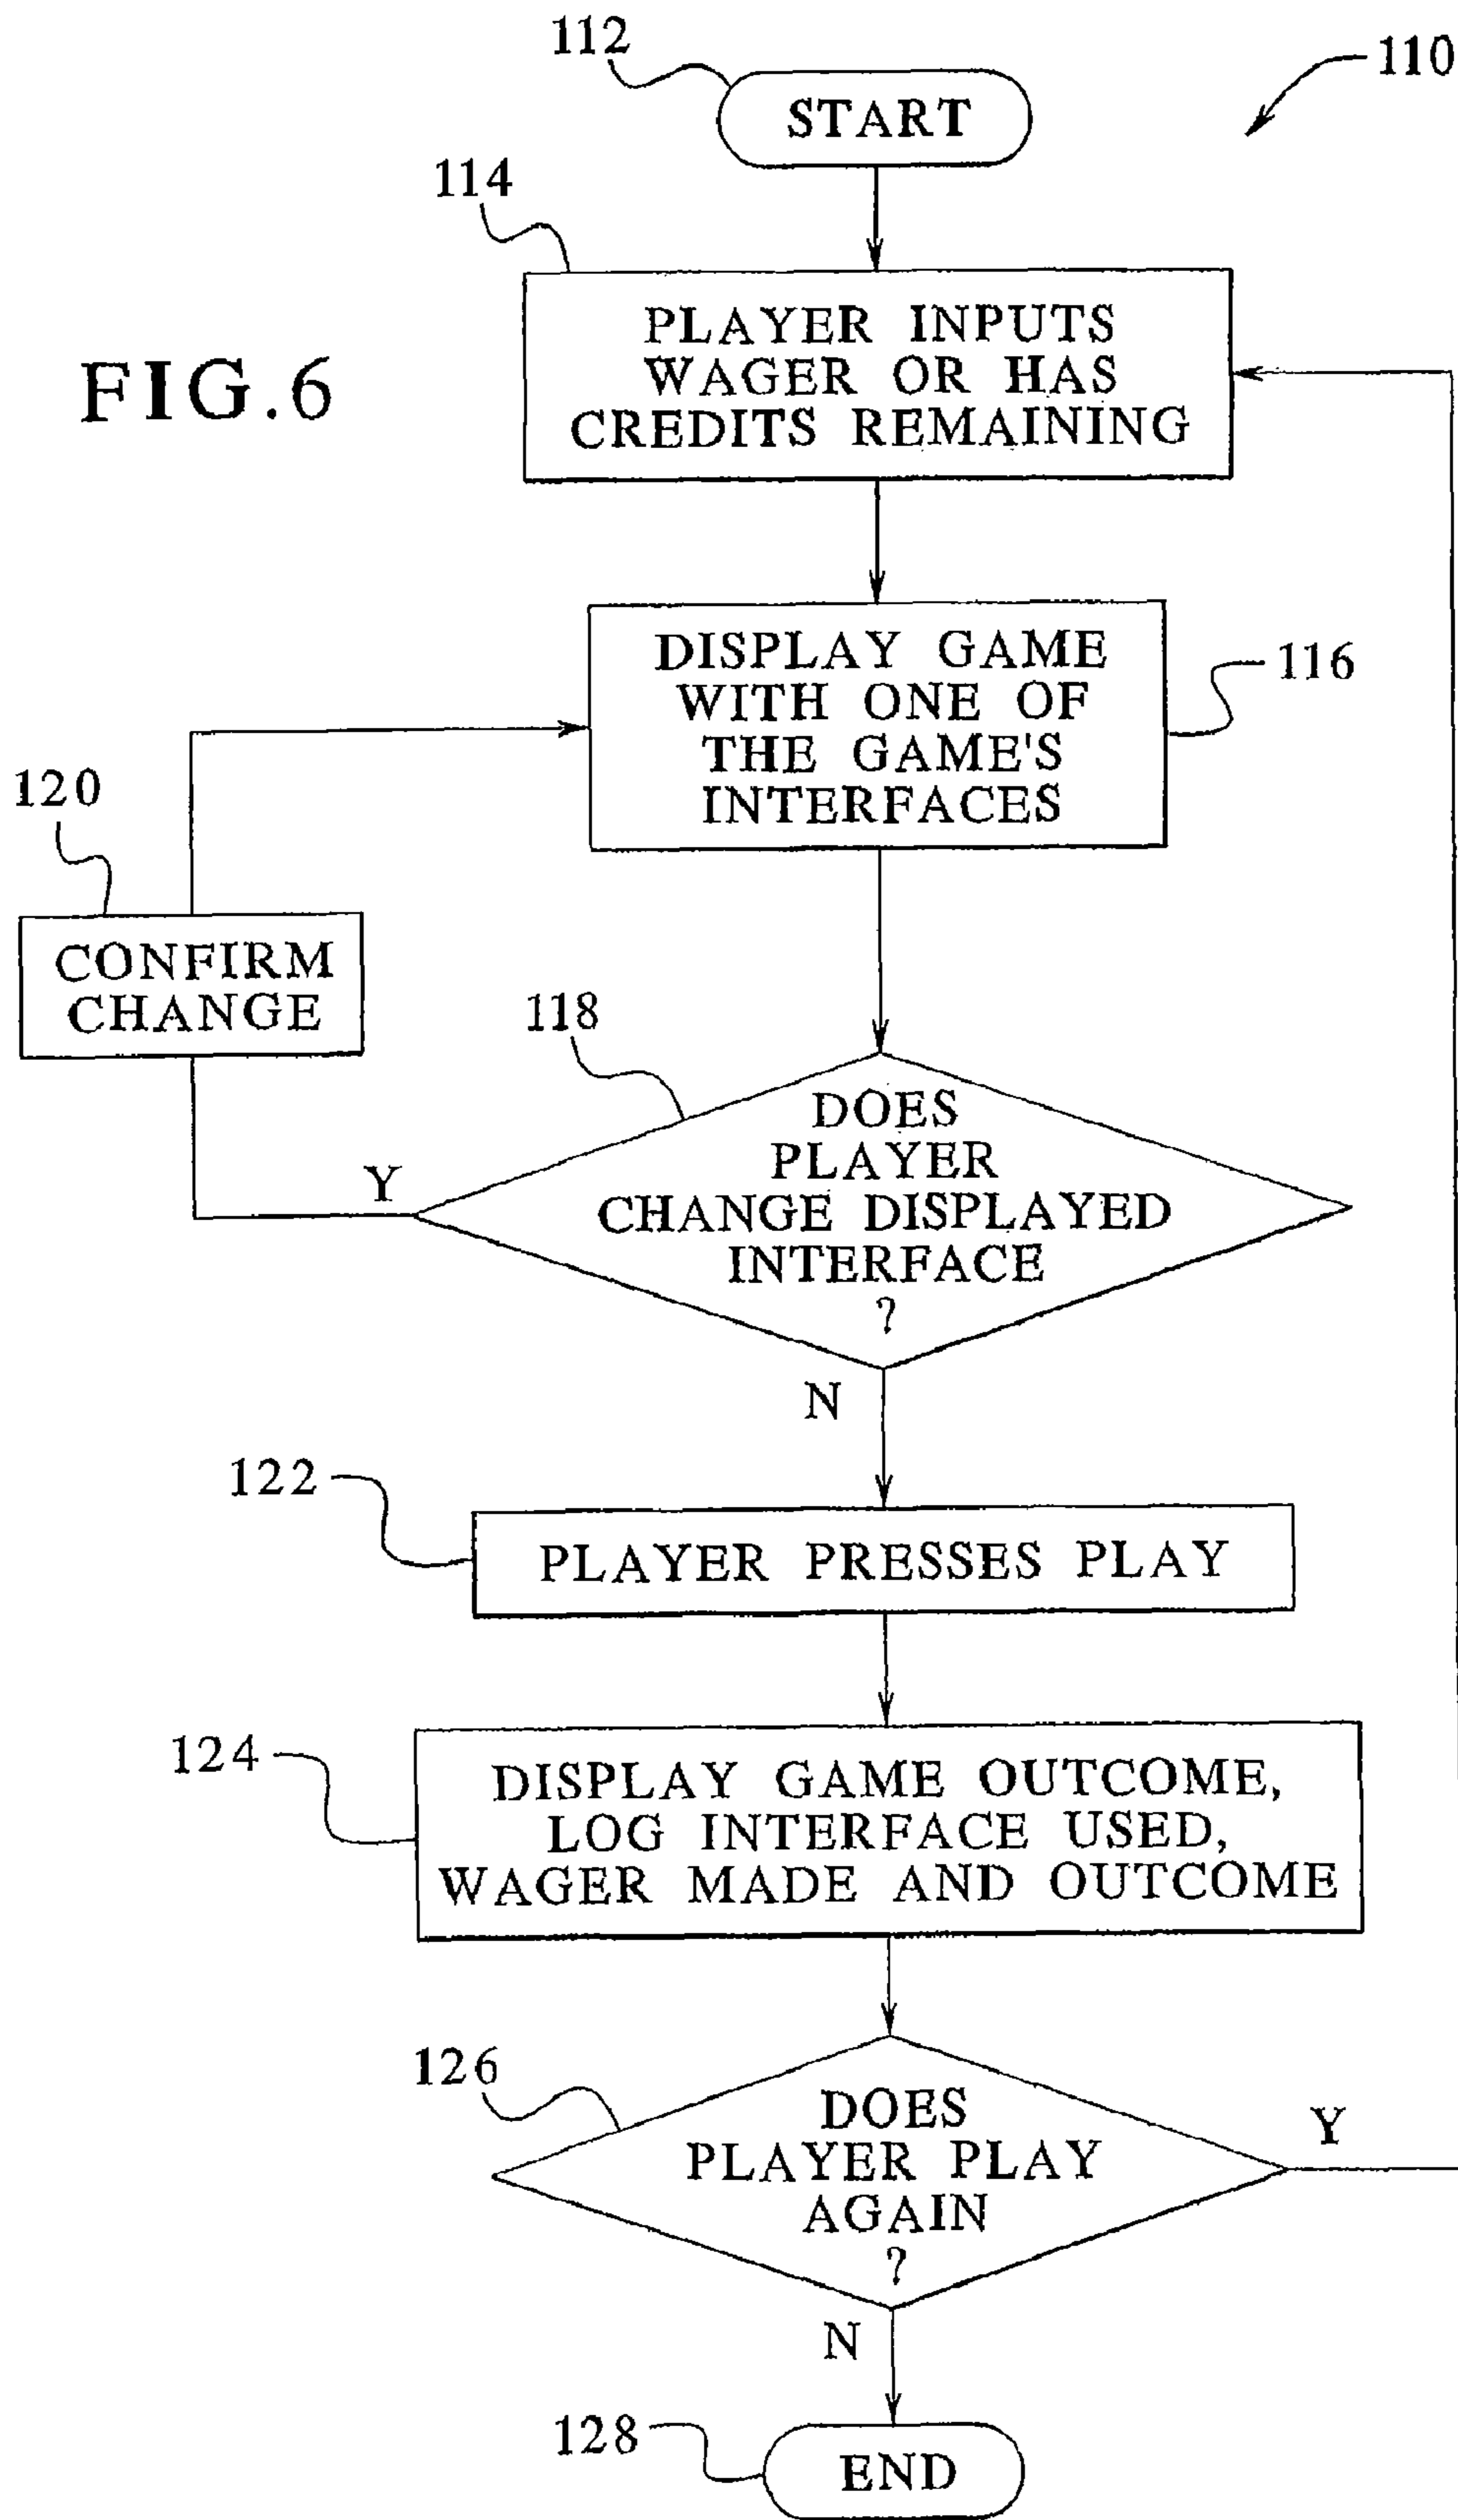 112
110
START
114
PLAYER INPUTS
WAGER OR HAS
CREDITS REMAINING
FIG.6
DISPLAY GAME
WITH ONE OF
THE GAME'S
INTERFACES
116
120
CONFIRM
CHANGE
118
DOES
PLAYER
CHANGE DISPLAYED
INTERFACE
?
Y
N
122
PLAYER PRESSES PLAY
124
DISPLAY GAME OUTCOME,
LOG INTERFACE USED,
WAGER MADE AND OUTCOME
126
DOES
PLAYER PLAY
AGAIN
?
Y
N
128
END